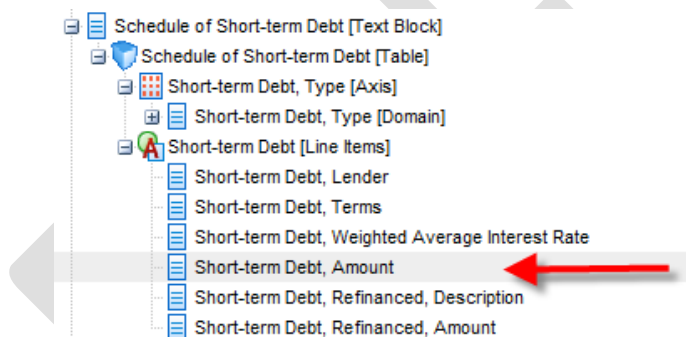 Schedule of Short-term Debt [Text Block]
Schedule of Short-term Debt [Table]
Short-term Debt, Type [Axis]
Short-term Debt, Type [Domain]
Short-term Debt [Line Items]
Short-term Debt, Lender
Short-term Debt, Terms
Short-term Debt, Weighted Average Interest Rate
Short-term Debt, Amount
Short-term Debt, Refinanced, Description
Short-term Debt, Refinanced, Amount